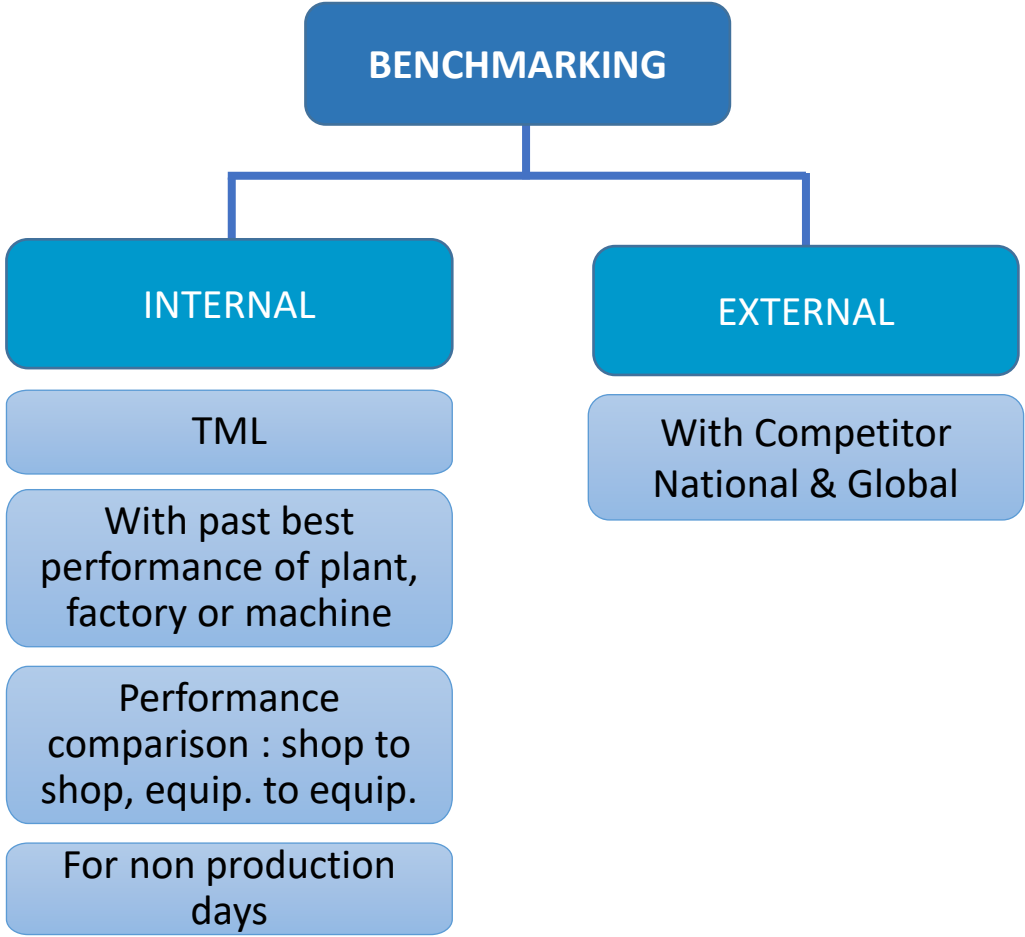 BENCHMARKING
INTERNAL
TML
With past best
performance of plant,
factory or machine
Performance
comparison : shop to
shop, equip. to equip.
For non production
days
EXTERNAL
With Competitor
National & Global